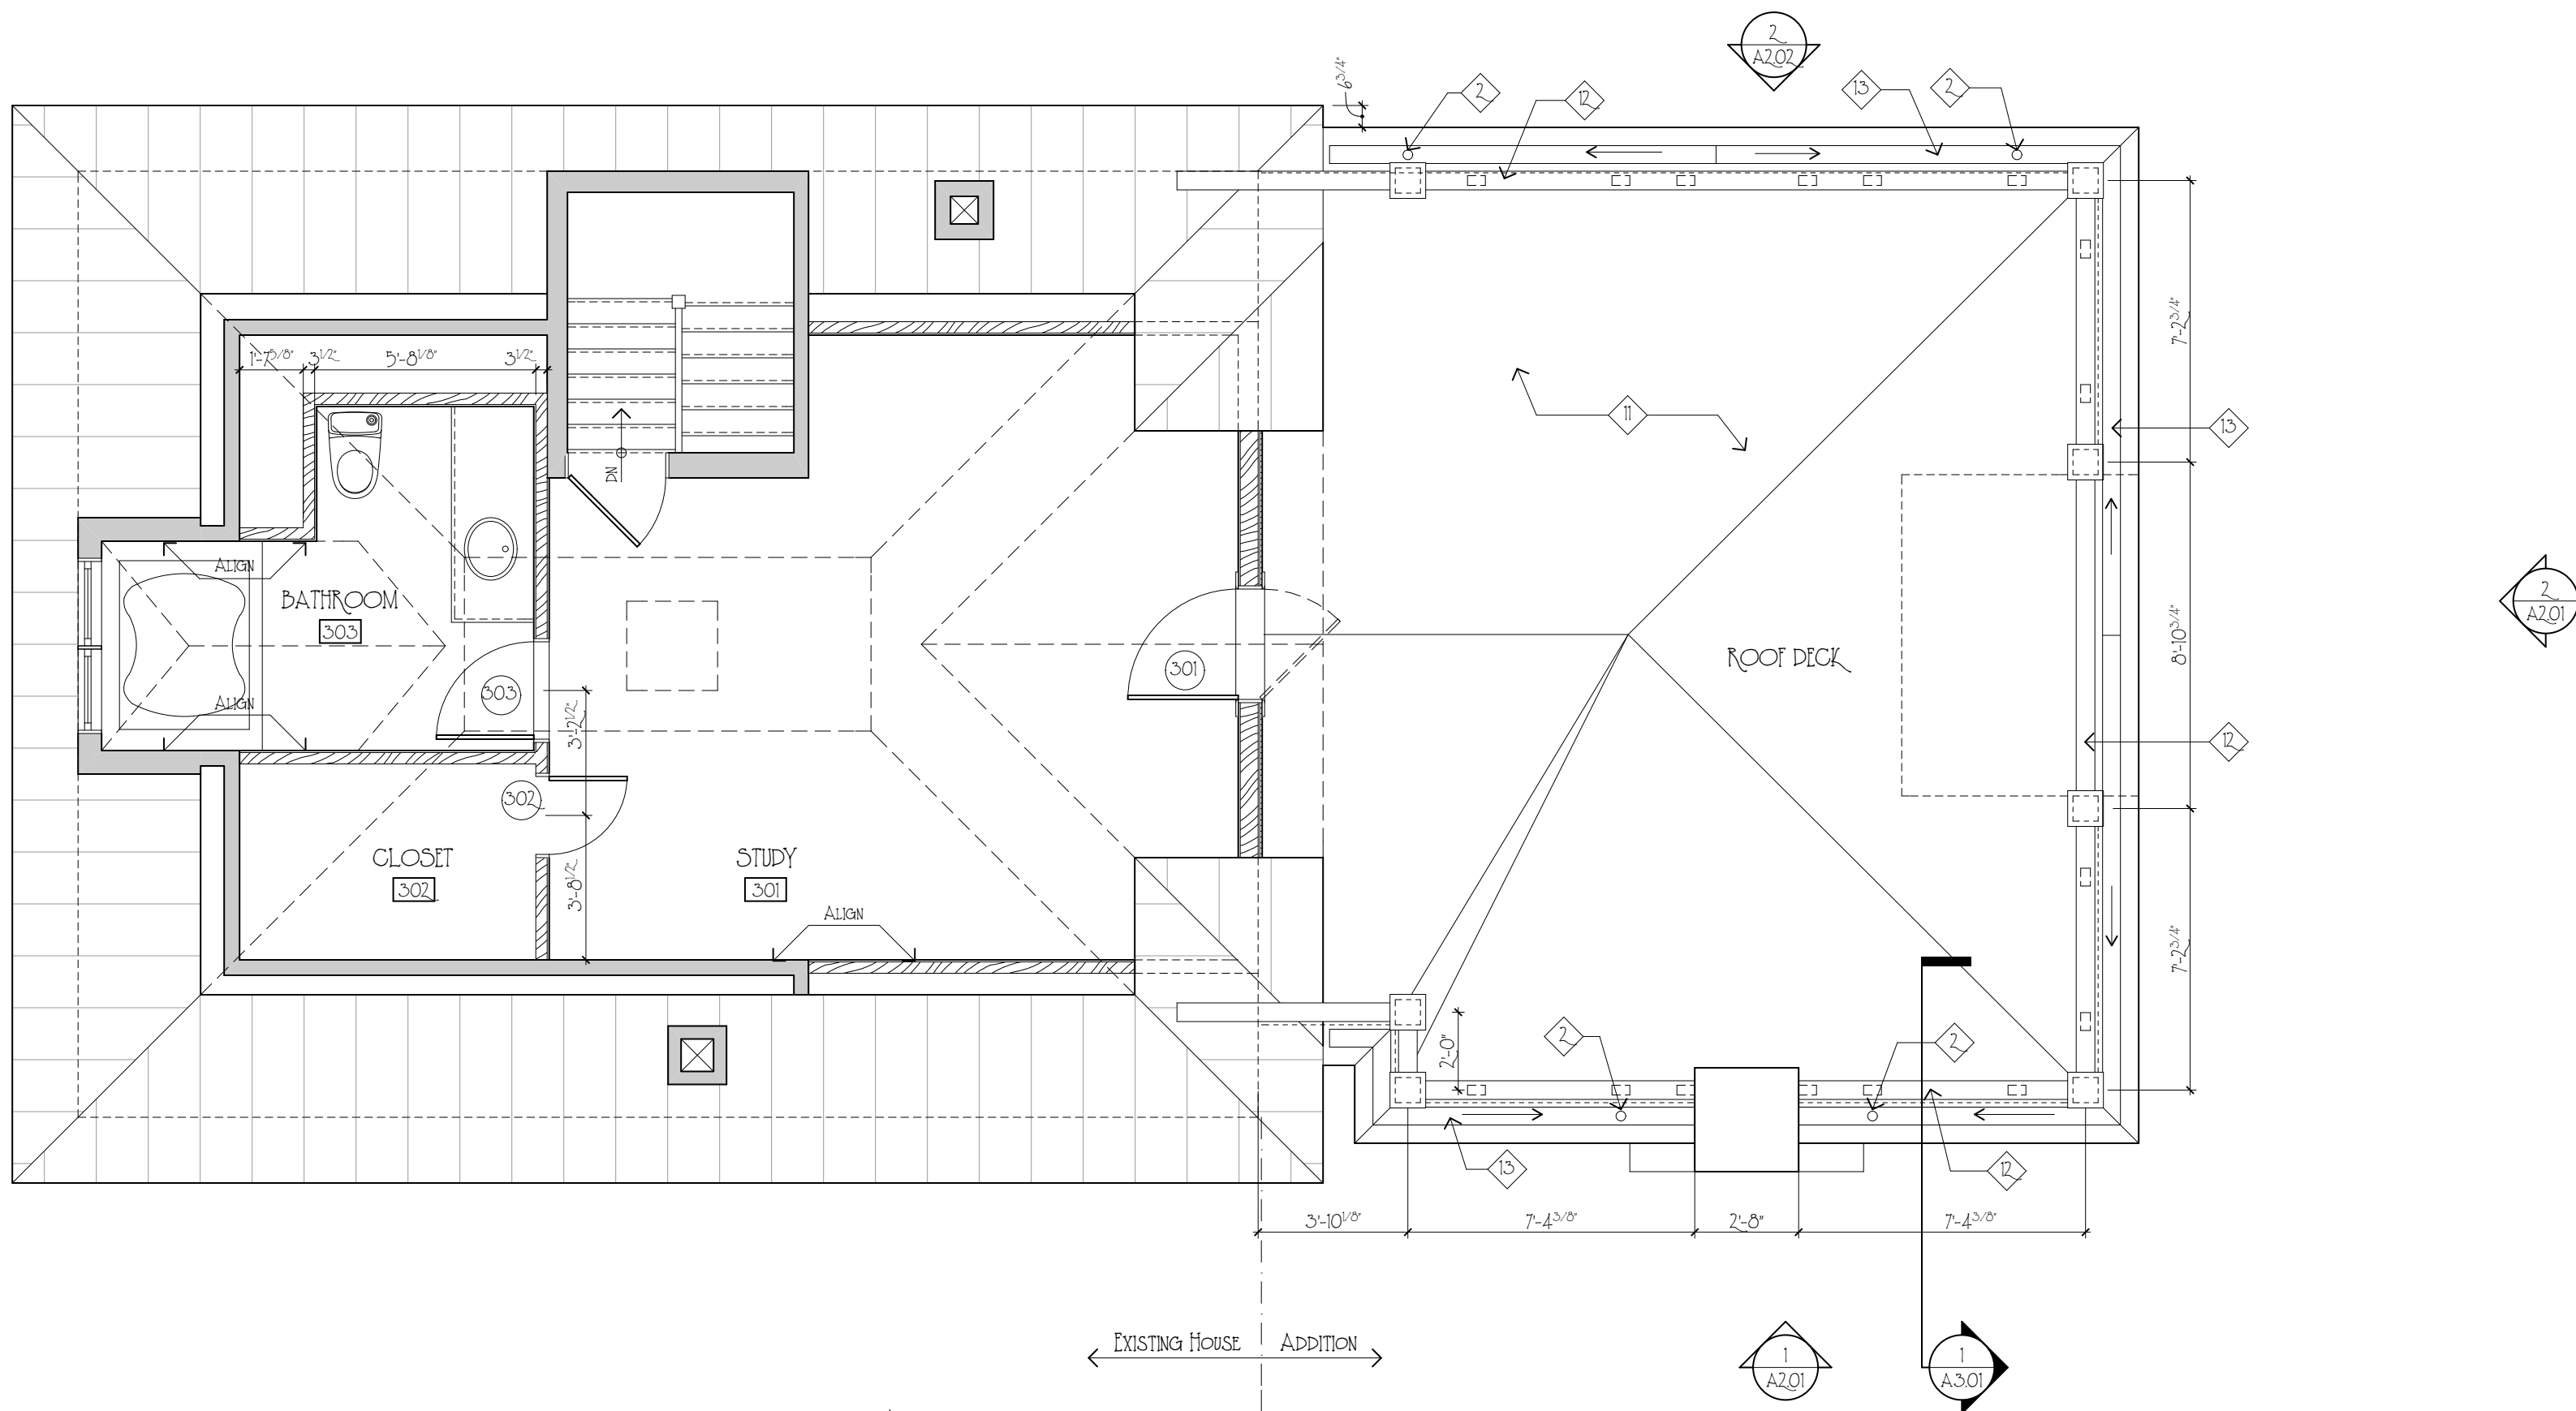 2
A2.02
6 3/4"
2
12
13
2
1'-7 5/8"
3 1/2"
5'-8 1/8"
3 1/2"
7'-2 3/4"
11
13
DN
ALIGN
BATHROOM
303
2
A2.01
8'-10 3/4"
ROOF DECK
301
303
ALIGN
3'-2 1/2"
12
302
CLOSET
302
STUDY
301
3'-8 1/2"
ALIGN
7'-2 3/4"
2'-0"
2
2
13
12
3'-10 1/8"
7'-4 3/8"
2'-8"
7'-4 3/8"
EXISTING HOUSE
ADDITION
1
A2.01
1
A3.01